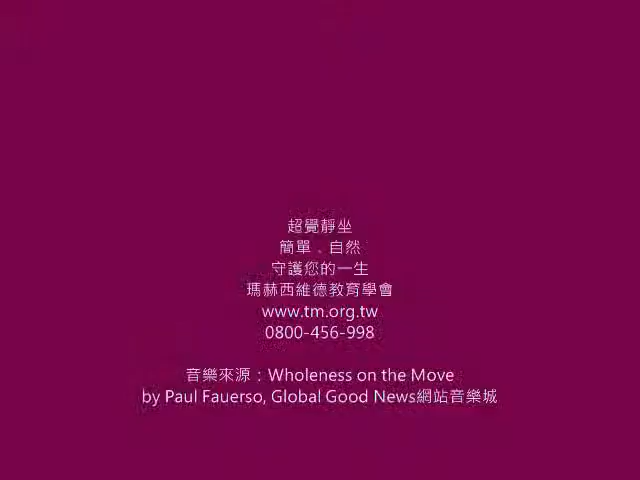 超覺靜坐
簡單﹒自然
守護您的一生
瑪赫西維德教育學會
www.tm.org.tw
0800-456-998
音樂來源：Wholeness on the Move
by Paul Fauerso, Global Good News網站音樂城